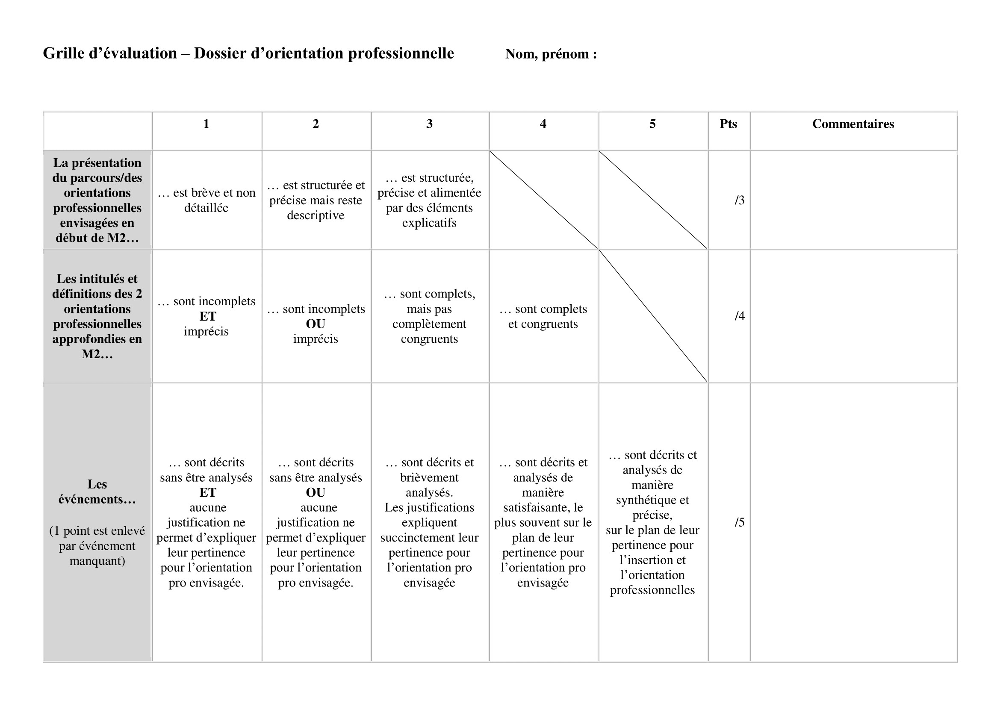 Grille d’évaluation – Dossier d’orientation professionnelle Nom, prénom :
1 2 3 4 5 Pts Commentaires
La présentation
du parcours/des
orientations
professionnelles
envisagées en
début de M2…
… est brève et non
détaillée
… est structurée et
précise mais reste
descriptive
… est structurée,
précise et alimentée
par des éléments
explicatifs
/3
Les intitulés et
définitions des 2
orientations
professionnelles
approfondies en
M2…
… sont incomplets
ET
imprécis
… sont incomplets
OU
imprécis
… sont complets,
mais pas
complètement
congruents
… sont complets
et congruents
/4
Les
événements…
(1 point est enlevé
par événement
manquant)
… sont décrits
sans être analysés
ET
aucune
justification ne
permet d’expliquer
leur pertinence
pour l’orientation
pro envisagée.
… sont décrits
sans être analysés
OU
aucune
justification ne
permet d’expliquer
leur pertinence
pour l’orientation
pro envisagée.
… sont décrits et
brièvement
analysés.
Les justifications
expliquent
succinctement leur
pertinence pour
l’orientation pro
envisagée
… sont décrits et
analysés de
manière
satisfaisante, le
plus souvent sur le
plan de leur
pertinence pour
l’orientation pro
envisagée
… sont décrits et
analysés de
manière
synthétique et
précise,
sur le plan de leur
pertinence pour
l’insertion et
l’orientation
professionnelles
/5